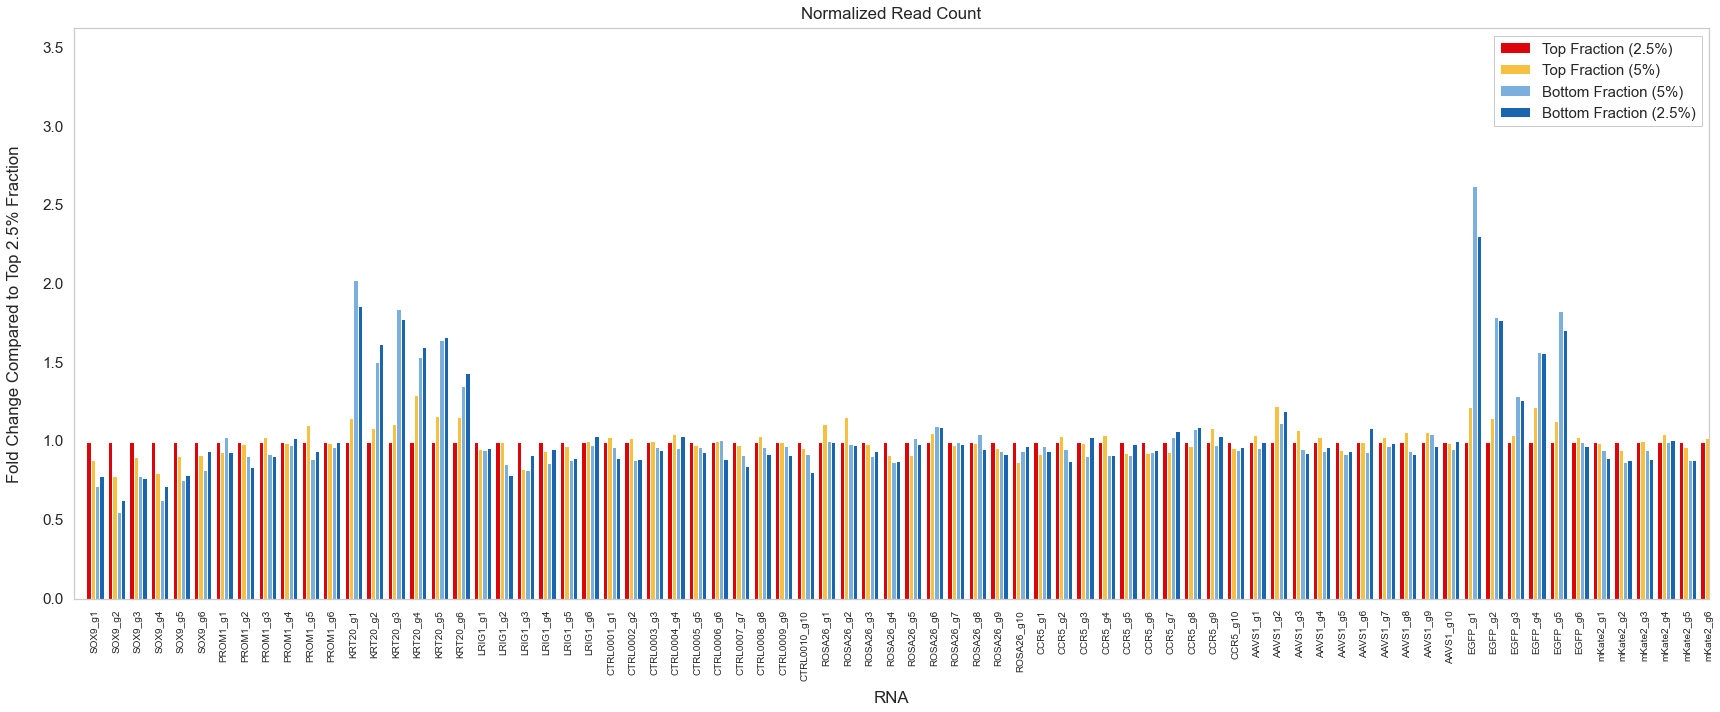 Normalized Read Count
Fold Change Compared to Top 2.5% Fraction
3.5
3.0
2.5
2.0
1.5
1.0
0.5
0.0
Top Fraction (2.5%)
Top Fraction (5%)
Bottom Fraction (5%)
Bottom Fraction (2.5%)
SOX9_g1
SOX9_g2
SOX9_g3
SOX9_g4
SOX9_g5
SOX9_g6
PROM1_g1
PROM1_g2
PROM1_g3
PROM1_g4
PROM1_g5
PROM1_g6
KRT20_g1
KRT20_g2
KRT20_g3
KRT20_g4
KRT20_g5
KRT20_g6
LRIG1_g1
LRIG1_g2
LRIG1_g3
LRIG1_g4
LRIG1_g5
LRIG1_g6
CTRL0001_g1
CTRL0002_g2
CTRL0003_g3
CTRL0004_g4
CTRL0005_g5
CTRL0006_g6
CTRL0007_g7
CTRL0008_g8
CTRL0009_g9
CTRL0010_g10
ROSA26_g1
ROSA26_g2
ROSA26_g3
ROSA26_g4
ROSA26_g5
ROSA26_g6
ROSA26_g7
ROSA26_g8
ROSA26_g9
ROSA26_g10
CCR5_g1
CCR5_g2
CCR5_g3
CCR5_g4
CCR5_g5
CCR5_g6
CCR5_g7
CCR5_g8
CCR5_g9
CCR5_g10
AAVS1_g1
AAVS1_g2
AAVS1_g3
AAVS1_g4
AAVS1_g5
AAVS1_g6
AAVS1_g7
AAVS1_g8
AAVS1_g9
AAVS1_g10
EGFP_g1
EGFP_g2
EGFP_g3
EGFP_g4
EGFP_g5
EGFP_g6
mKate2_g1
mKate2_g2
mKate2_g3
mKate2_g4
mKate2_g5
mKate2_g6
RNA